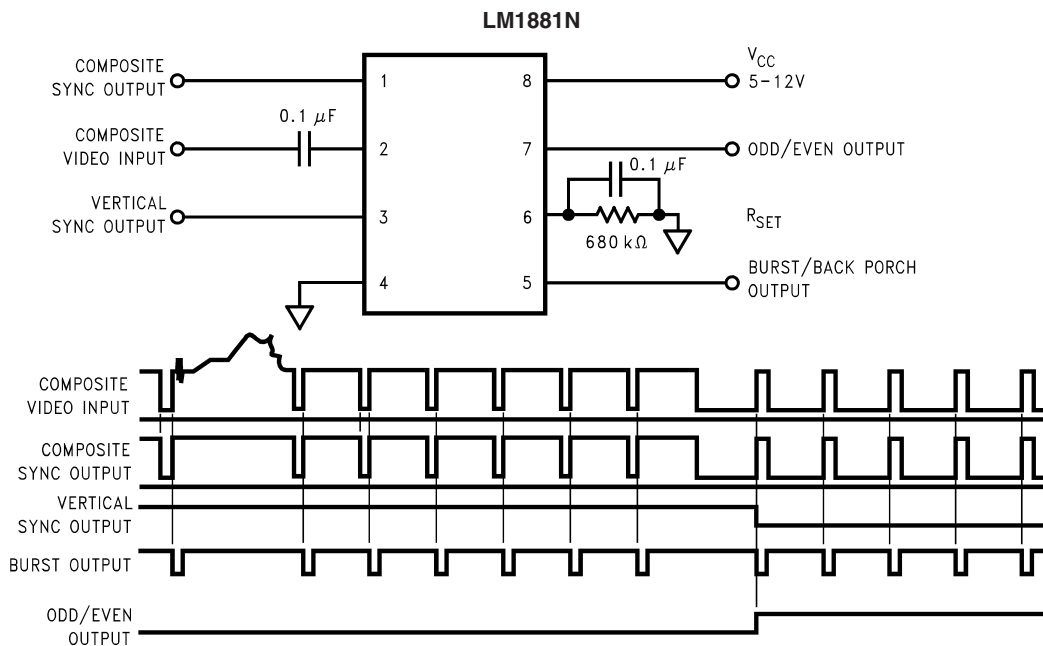 LM1881N
COMPOSITE
SYNC OUTPUT
1
8
V_CC
5-12V
0.1 μF
COMPOSITE
VIDEO INPUT
2
7
ODD/EVEN OUTPUT
0.1 μF
VERTICAL
SYNC OUTPUT
3
6
680 kΩ
R_SET
4
5
BURST/BACK PORCH
OUTPUT
COMPOSITE
VIDEO INPUT
COMPOSITE
SYNC OUTPUT
VERTICAL
SYNC OUTPUT
BURST OUTPUT
ODD/EVEN
OUTPUT